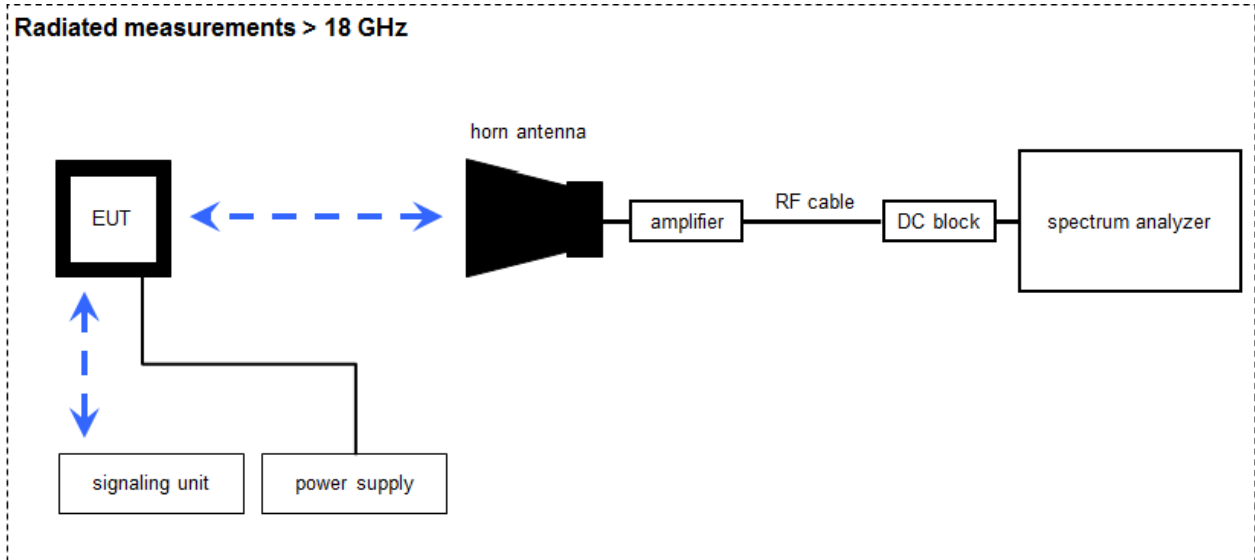 Radiated measurements > 18 GHz
horn antenna
EUT
amplifier
RF cable
DC block
spectrum analyzer
signaling unit
power supply